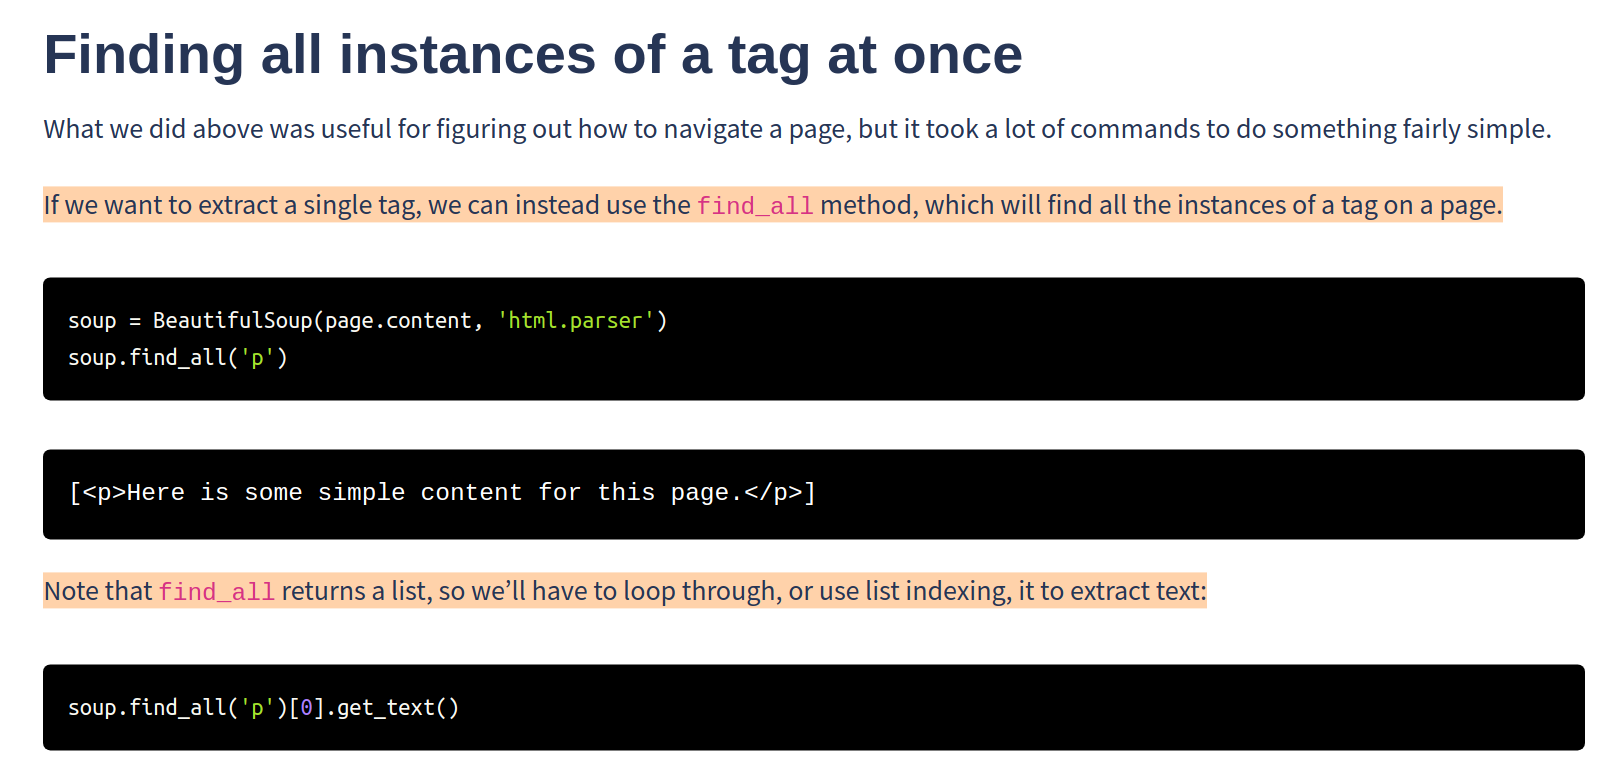 Finding all instances of a tag at once
What we did above was useful for figuring out how to navigate a page, but it took a lot of commands to do something fairly simple.
If we want to extract a single tag, we can instead use the find_all method, which will find all the instances of a tag on a page.
soup = BeautifulSoup(page.content, 'html.parser')
soup.find_all('p')
[<p>Here is some simple content for this page.</p>]
Note that find_all returns a list, so we’ll have to loop through, or use list indexing, it to extract text:
soup.find_all('p')[0].get_text()